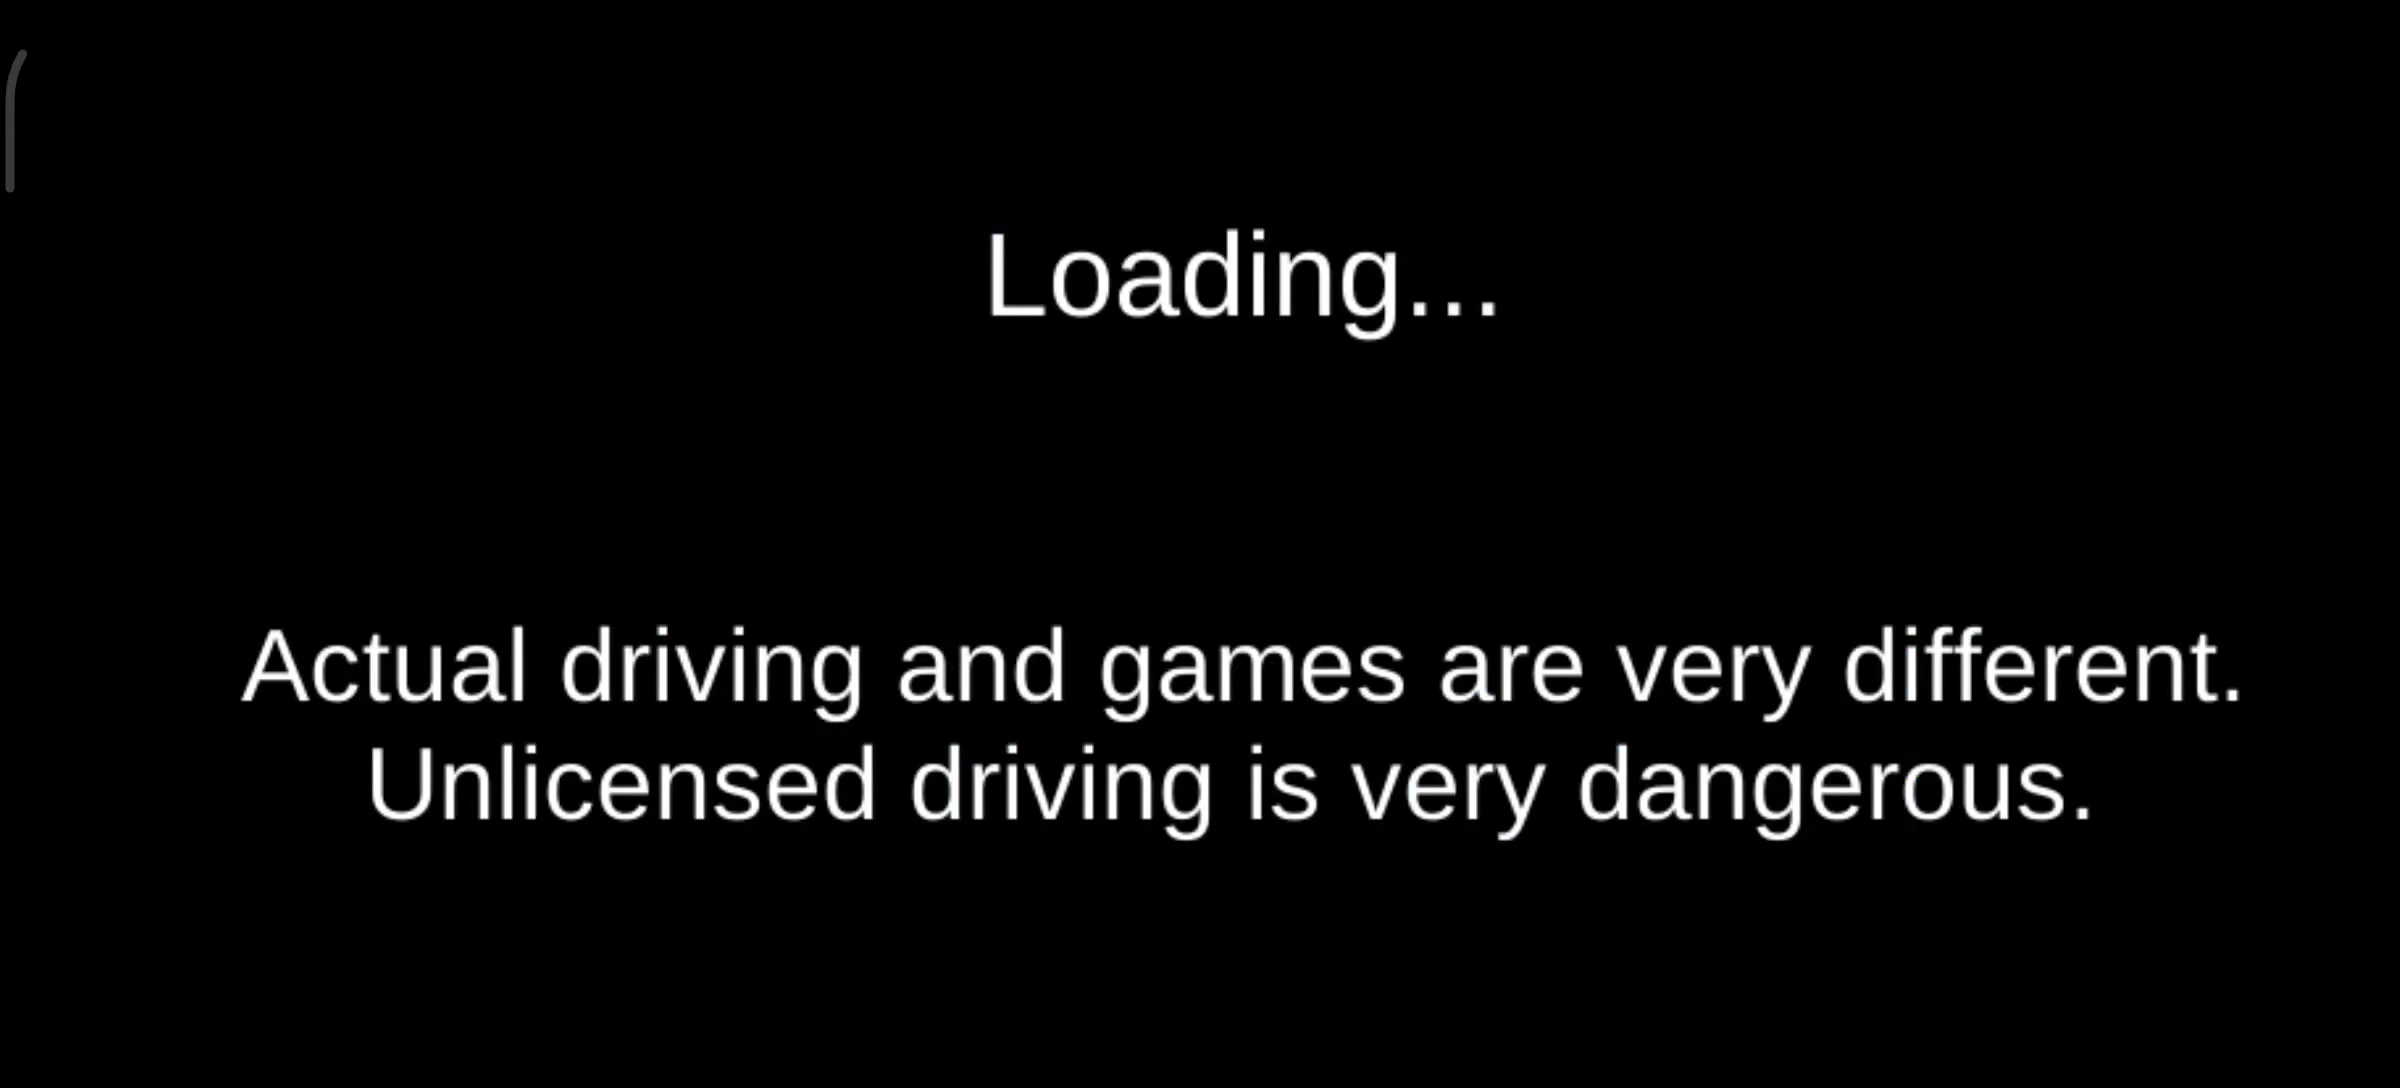 Loading...
Actual driving and games are very different.
Unlicensed driving is very dangerous.